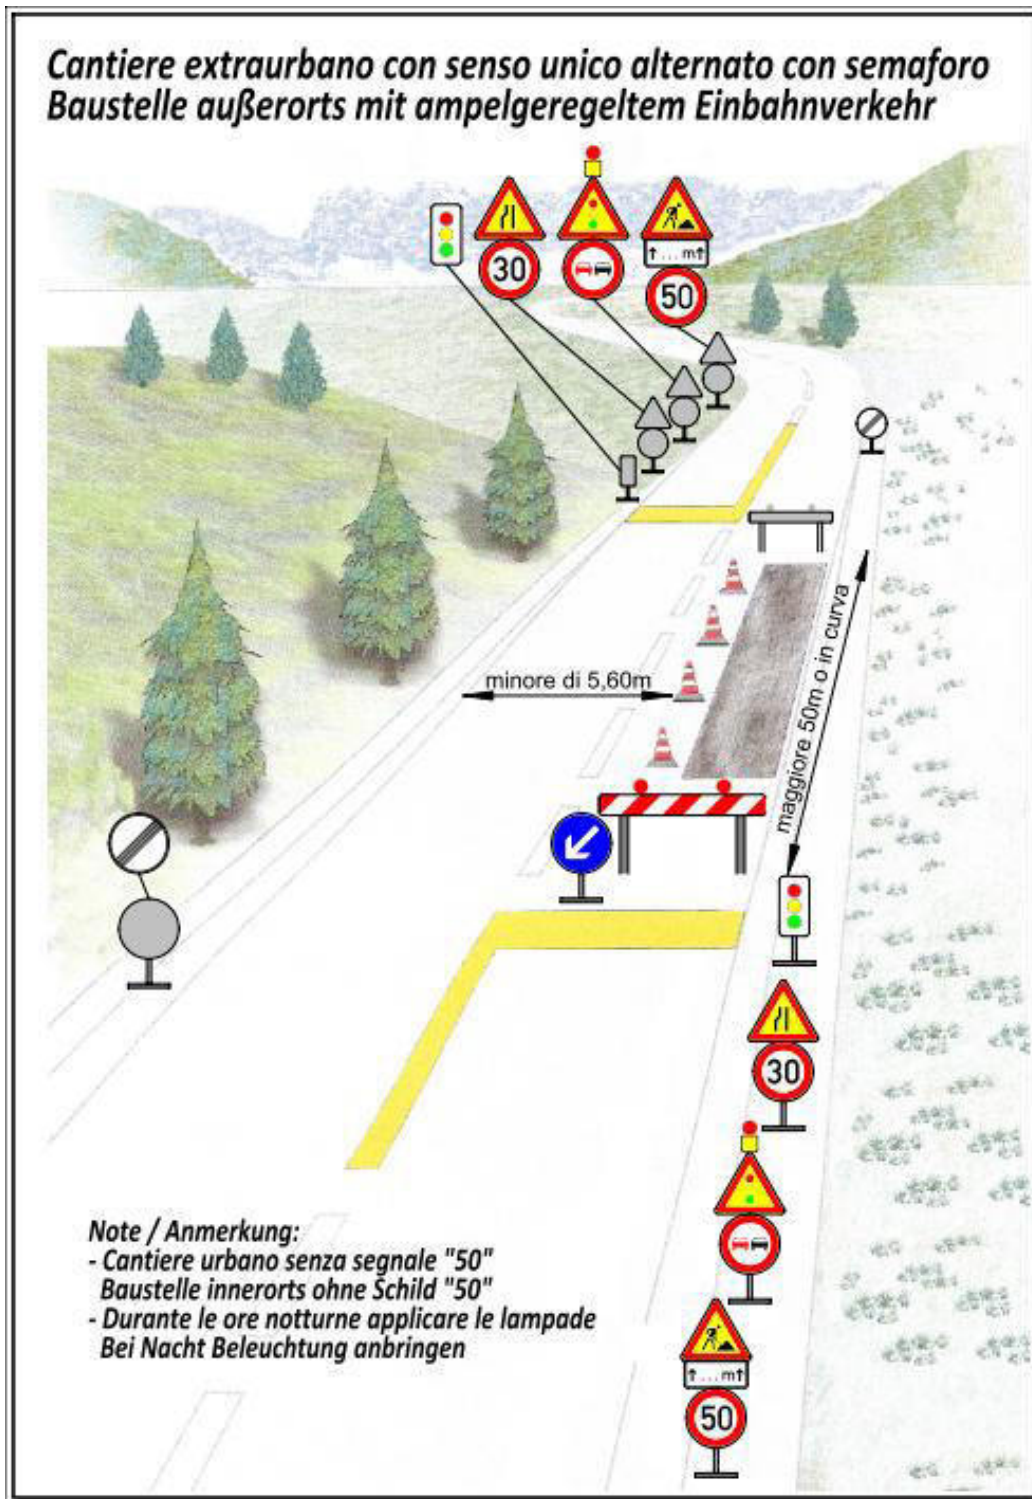 Cantiere extraurbano con senso unico alternato con semaforo
Baustelle außerorts mit ampelgeregeltem Einbahnverkehr
30
↑...m↑
50
minore di 5,60m
maggiore 50m o in curva
30
Note / Anmerkung:
- Cantiere urbano senza segnale "50"
Baustelle innerorts ohne Schild "50"
- Durante le ore notturne applicare le lampade
Bei Nacht Beleuchtung anbringen
↑...m↑
50